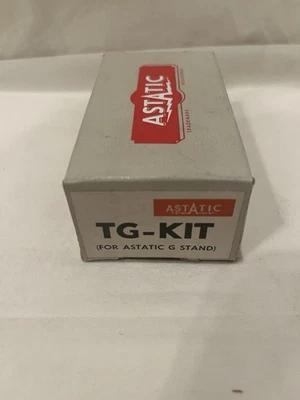 ASTATIC
TRADEMARK
ASTATIC
TG-KIT
(FOR ASTATIC G STAND)